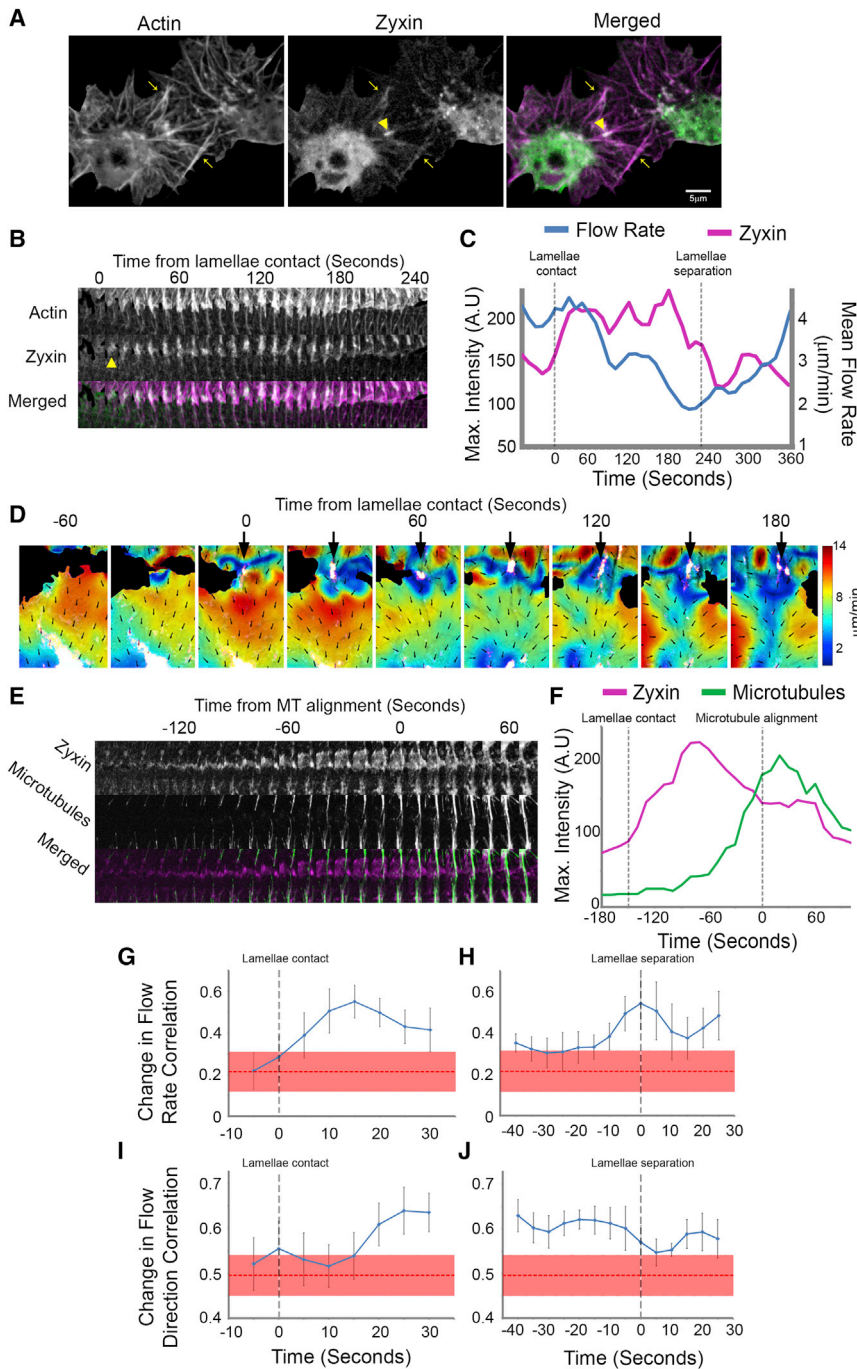 A
Actin
Zyxin
Merged
5µm
B
Time from lamellae contact (Seconds)
0 60 120 180 240
Actin
Zyxin
Merged
C
Flow Rate
Zyxin
Lamellae contact
Lamellae separation
Max. Intensity (A.U)
200
150
100
50
4
3
2
1
Mean Flow Rate (µm/min)
0 60 120 180 240 300 360
Time (Seconds)
D
Time from lamellae contact (Seconds)
-60 0 60 120 180
14
8
2
E
Time from MT alignment (Seconds)
-120 -60 0 60
Zyxin
Microtubules
Merged
F
Zyxin
Microtubules
Lamellae contact
Microtubule alignment
Max. Intensity (A.U)
200
100
0
-180 -120 -60 0 60
Time (Seconds)
G
Lamellae contact
Change in Flow Rate Correlation
0.6
0.4
0.2
0
-10 0 10 20 30
H
Lamellae separation
0.6
0.4
0.2
0
-40 -30 -20 -10 0 10 20 30
I
Lamellae contact
Change in Flow Direction Correlation
0.7
0.6
0.5
0.4
-10 0 10 20 30
Time (Seconds)
J
Lamellae separation
0.7
0.6
0.5
0.4
-40 -30 -20 -10 0 10 20 30
Time (Seconds)